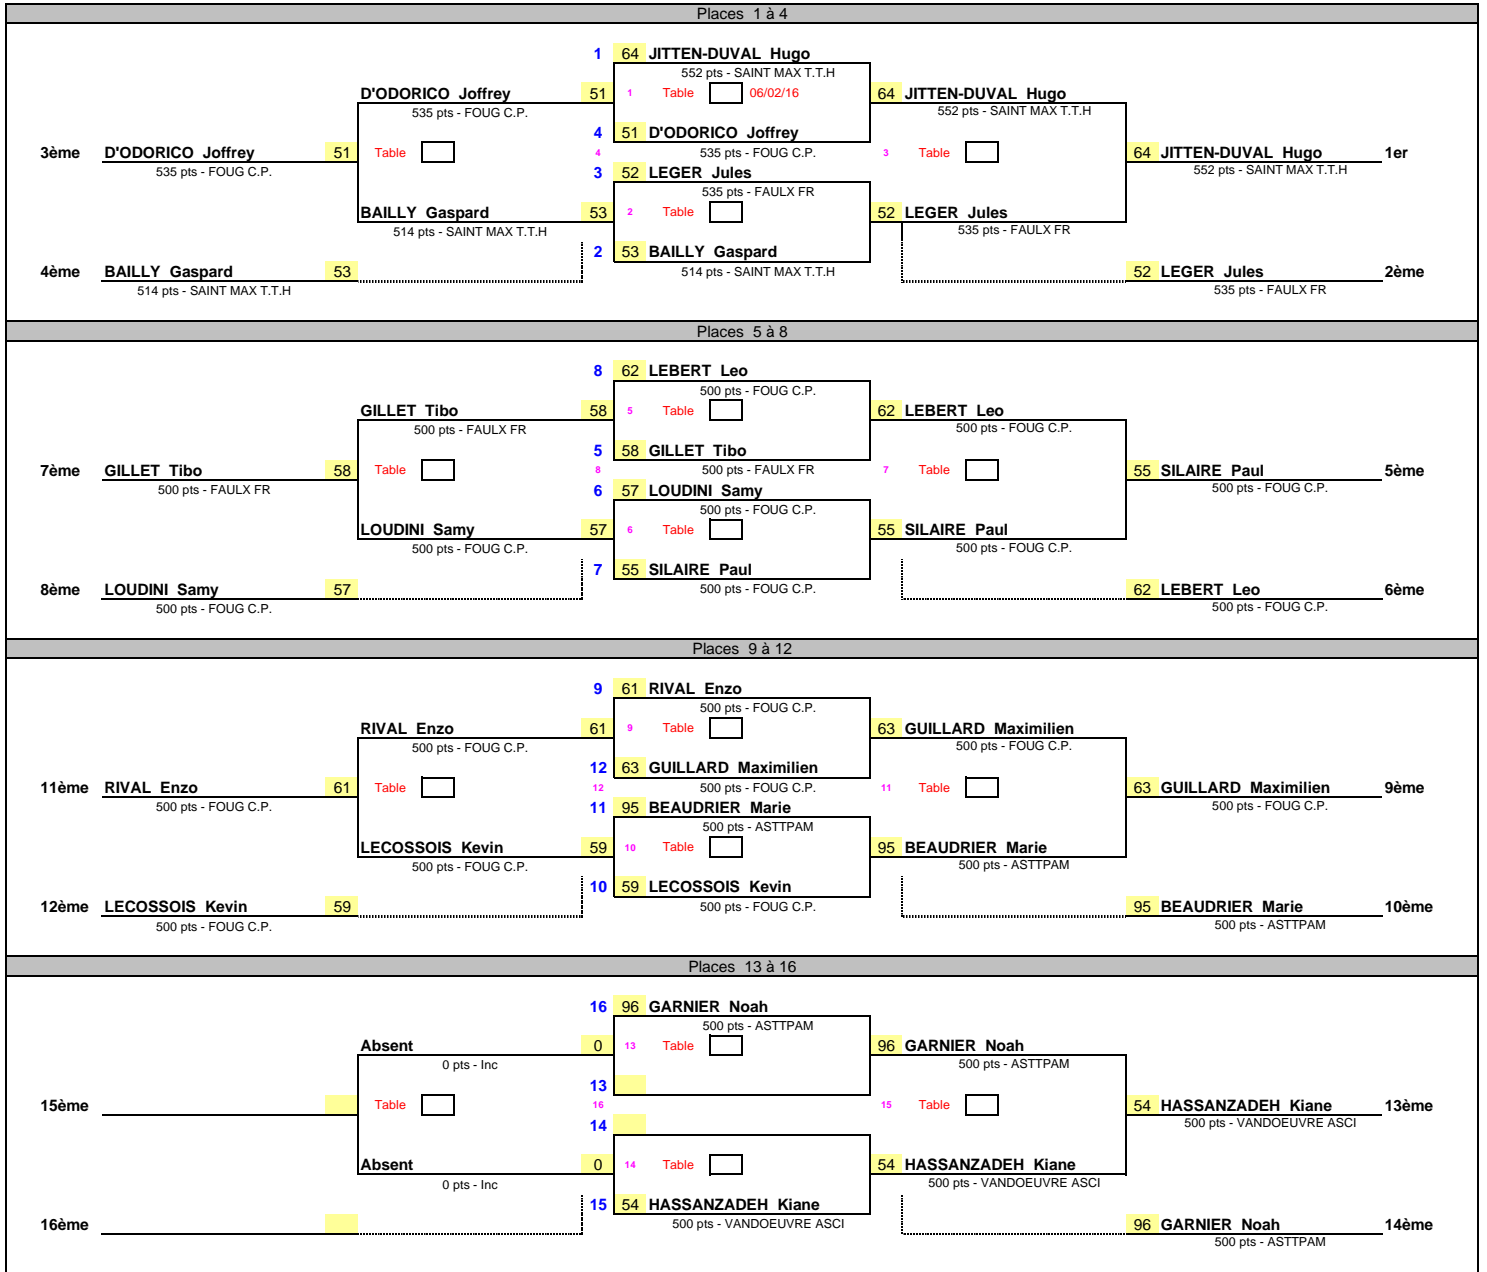 Places 1 à 4
1 64 JITTEN-DUVAL Hugo
552 pts - SAINT MAX T.T.H
D'ODORICO Joffrey 51 1 Table 06/02/16 64 JITTEN-DUVAL Hugo
535 pts - FOUG C.P. 552 pts - SAINT MAX T.T.H
4 51 D'ODORICO Joffrey
3ème D'ODORICO Joffrey 51 Table 4 535 pts - FOUG C.P. 3 Table 64 JITTEN-DUVAL Hugo 1er
535 pts - FOUG C.P. 3 52 LEGER Jules 552 pts - SAINT MAX T.T.H
535 pts - FAULX FR
BAILLY Gaspard 53 2 Table 52 LEGER Jules
514 pts - SAINT MAX T.T.H 535 pts - FAULX FR
2 53 BAILLY Gaspard
4ème BAILLY Gaspard 53 514 pts - SAINT MAX T.T.H 52 LEGER Jules 2ème
514 pts - SAINT MAX T.T.H 535 pts - FAULX FR
Places 5 à 8
8 62 LEBERT Leo
500 pts - FOUG C.P.
GILLET Tibo 58 5 Table 62 LEBERT Leo
500 pts - FAULX FR 500 pts - FOUG C.P.
5 58 GILLET Tibo
7ème GILLET Tibo 58 Table 8 500 pts - FAULX FR 7 Table 55 SILAIRE Paul 5ème
500 pts - FAULX FR 6 57 LOUDINI Samy 500 pts - FOUG C.P.
500 pts - FOUG C.P.
LOUDINI Samy 57 6 Table 55 SILAIRE Paul
500 pts - FOUG C.P. 500 pts - FOUG C.P.
7 55 SILAIRE Paul
8ème LOUDINI Samy 57 500 pts - FOUG C.P. 62 LEBERT Leo 6ème
500 pts - FOUG C.P. 500 pts - FOUG C.P.
Places 9 à 12
9 61 RIVAL Enzo
500 pts - FOUG C.P.
RIVAL Enzo 61 9 Table 63 GUILLARD Maximilien
500 pts - FOUG C.P. 500 pts - FOUG C.P.
12 63 GUILLARD Maximilien
11ème RIVAL Enzo 61 Table 12 500 pts - FOUG C.P. 11 Table 63 GUILLARD Maximilien 9ème
500 pts - FOUG C.P. 11 95 BEAUDRIER Marie 500 pts - FOUG C.P.
500 pts - ASTTPAM
LECOSSOIS Kevin 59 10 Table 95 BEAUDRIER Marie
500 pts - FOUG C.P. 500 pts - ASTTPAM
10 59 LECOSSOIS Kevin
12ème LECOSSOIS Kevin 59 500 pts - FOUG C.P. 95 BEAUDRIER Marie 10ème
500 pts - FOUG C.P. 500 pts - ASTTPAM
Places 13 à 16
16 96 GARNIER Noah
500 pts - ASTTPAM
Absent 0 13 Table 96 GARNIER Noah
0 pts - Inc 500 pts - ASTTPAM
13
15ème Table 16 15 Table 54 HASSANZADEH Kiane 13ème
14 500 pts - VANDOEUVRE ASCI
Absent 0 14 Table 54 HASSANZADEH Kiane
0 pts - Inc 500 pts - VANDOEUVRE ASCI
15 54 HASSANZADEH Kiane
16ème 500 pts - VANDOEUVRE ASCI 96 GARNIER Noah 14ème
500 pts - ASTTPAM